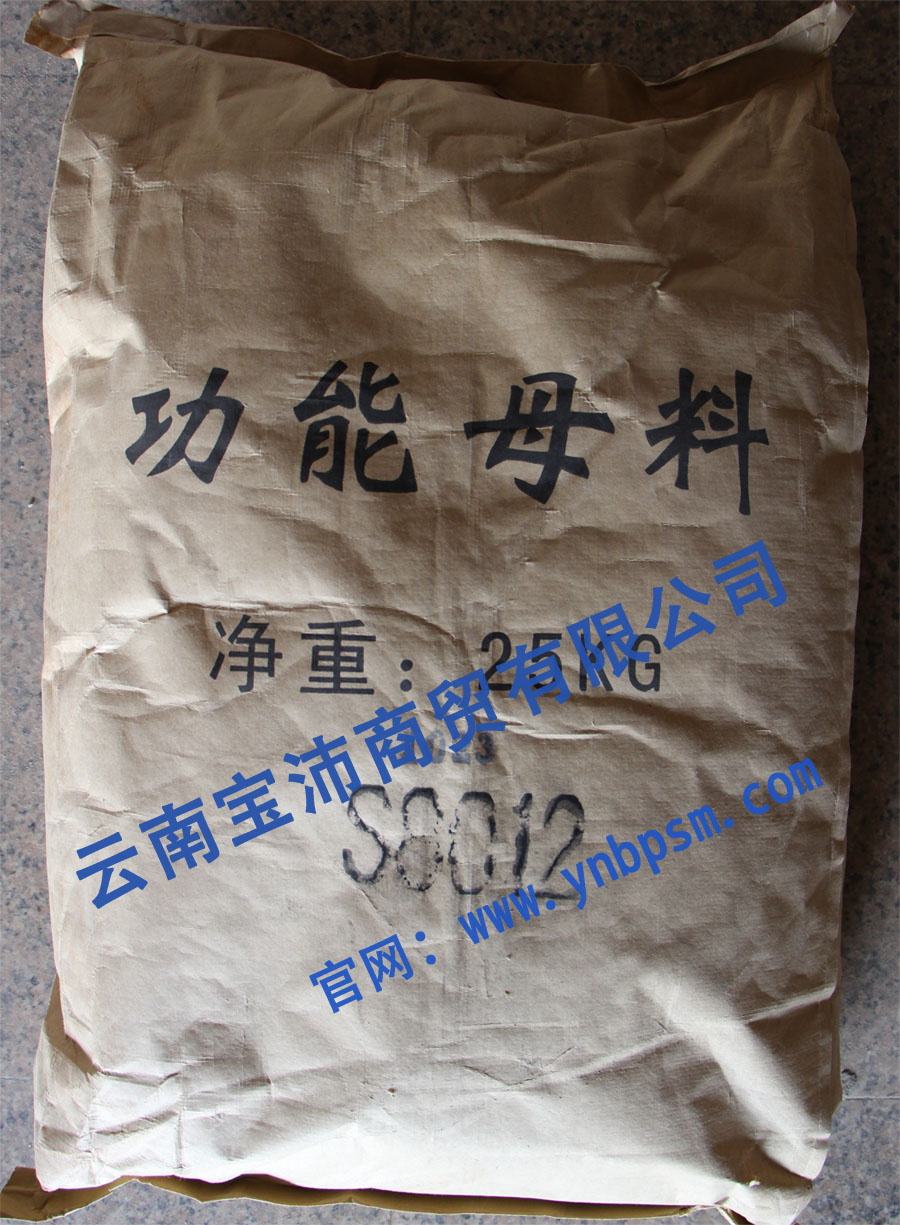 功能母料
净重：25KG
S8012
云南宝沛商贸有限公司
官网：www.ynbpsm.com